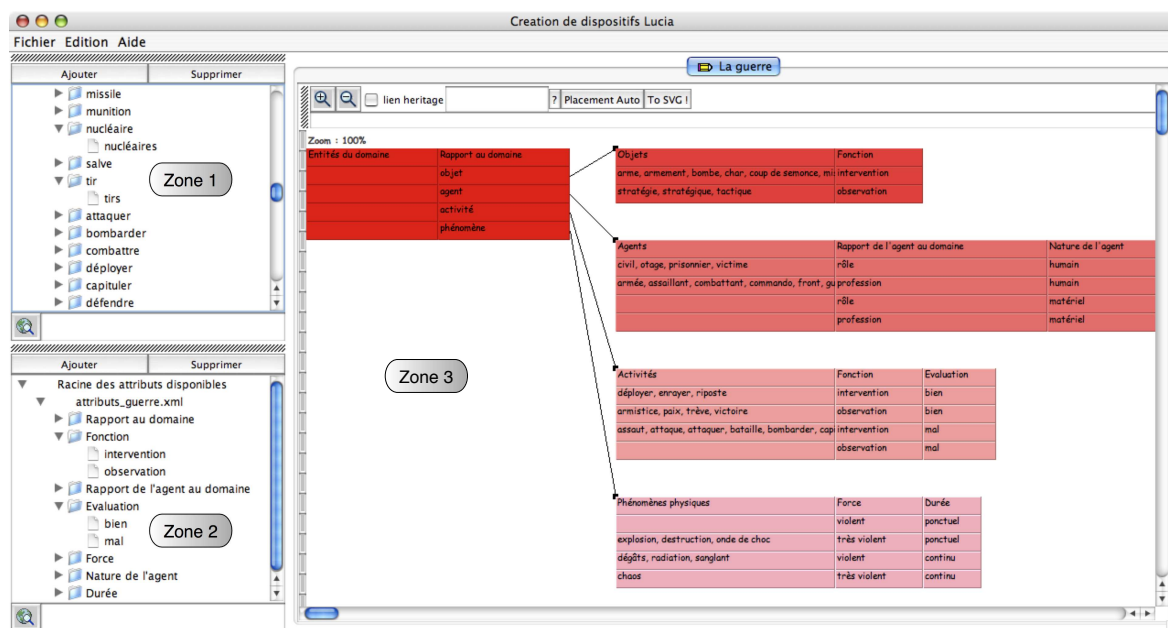 Creation de dispositifs Lucia
Fichier Edition Aide
Ajouter Supprimer
missile
munition
nucléaire
nucléaires
salve
tir
tirs
attaquer
bombarder
combattre
déployer
capituler
défendre
Zone 1
Ajouter Supprimer
Racine des attributs disponibles
attributs_guerre.xml
Rapport au domaine
Fonction
intervention
observation
Rapport de l'agent au domaine
Evaluation
bien
mal
Force
Nature de l'agent
Durée
Zone 2
La guerre
lien heritage ? Placement Auto To SVG !
Zoom : 100%
Entités du domaine Rapport au domaine
objet
agent
activité
phénomène
Zone 3
Objets Fonction
arme, armement, bombe, char, coup de semonce, mi intervention
stratégie, stratégique, tactique observation
Agents Rapport de l'agent au domaine Nature de l'agent
civil, otage, prisonnier, victime rôle humain
armée, assaillant, combattant, commando, front, gu profession humain
rôle matériel
profession matériel
Activités Fonction Evaluation
déployer, enrayer, riposte intervention bien
armistice, paix, trève, victoire observation bien
assaut, attaque, attaquer, bataille, bombarder, capi intervention mal
observation mal
Phénomènes physiques Force Durée
violent ponctuel
explosion, destruction, onde de choc très violent ponctuel
dégâts, radiation, sanglant violent continu
chaos très violent continu